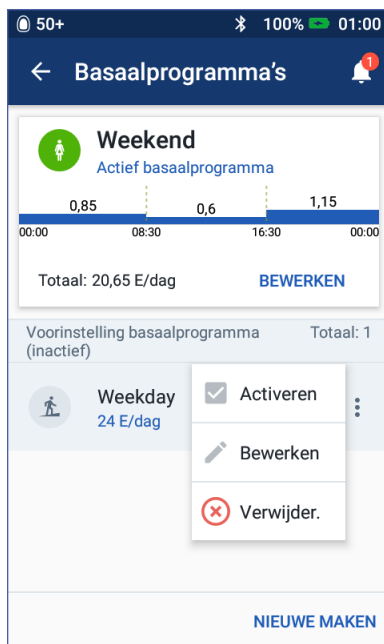 50+ 100% 01:00
Basaalprogramma's
1
Weekend
Actief basaalprogramma
0,85 0,6 1,15
00:00 08:30 16:30 00:00
Totaal: 20,65 E/dag BEWERKEN
Voorinstelling basaalprogramma Totaal: 1
(inactief)
Weekday
24 E/dag
Activeren
Bewerken
Verwijder.
NIEUWE MAKEN